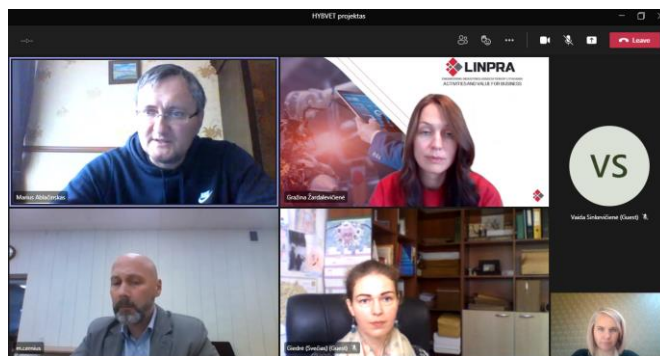 HYBVET projektas
Leave
LINPRA
ACTIVITIES AND VALUE FOR BUSINESS
Marius Ablačinskas
Gražina Žardalevičienė
VS
Vaida Sinkevičienė (Guest)
Giedrė (Svečias) (Guest)